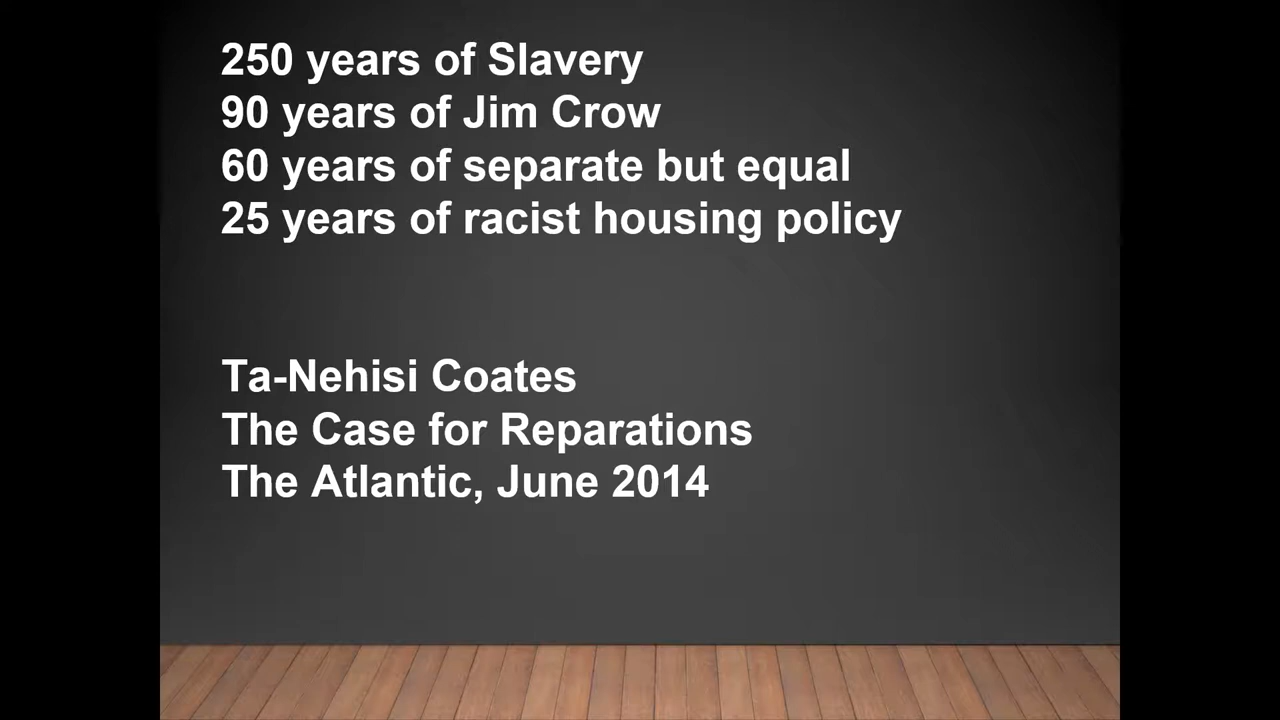 250 years of Slavery
90 years of Jim Crow
60 years of separate but equal
25 years of racist housing policy
Ta-Nehisi Coates
The Case for Reparations
The Atlantic, June 2014